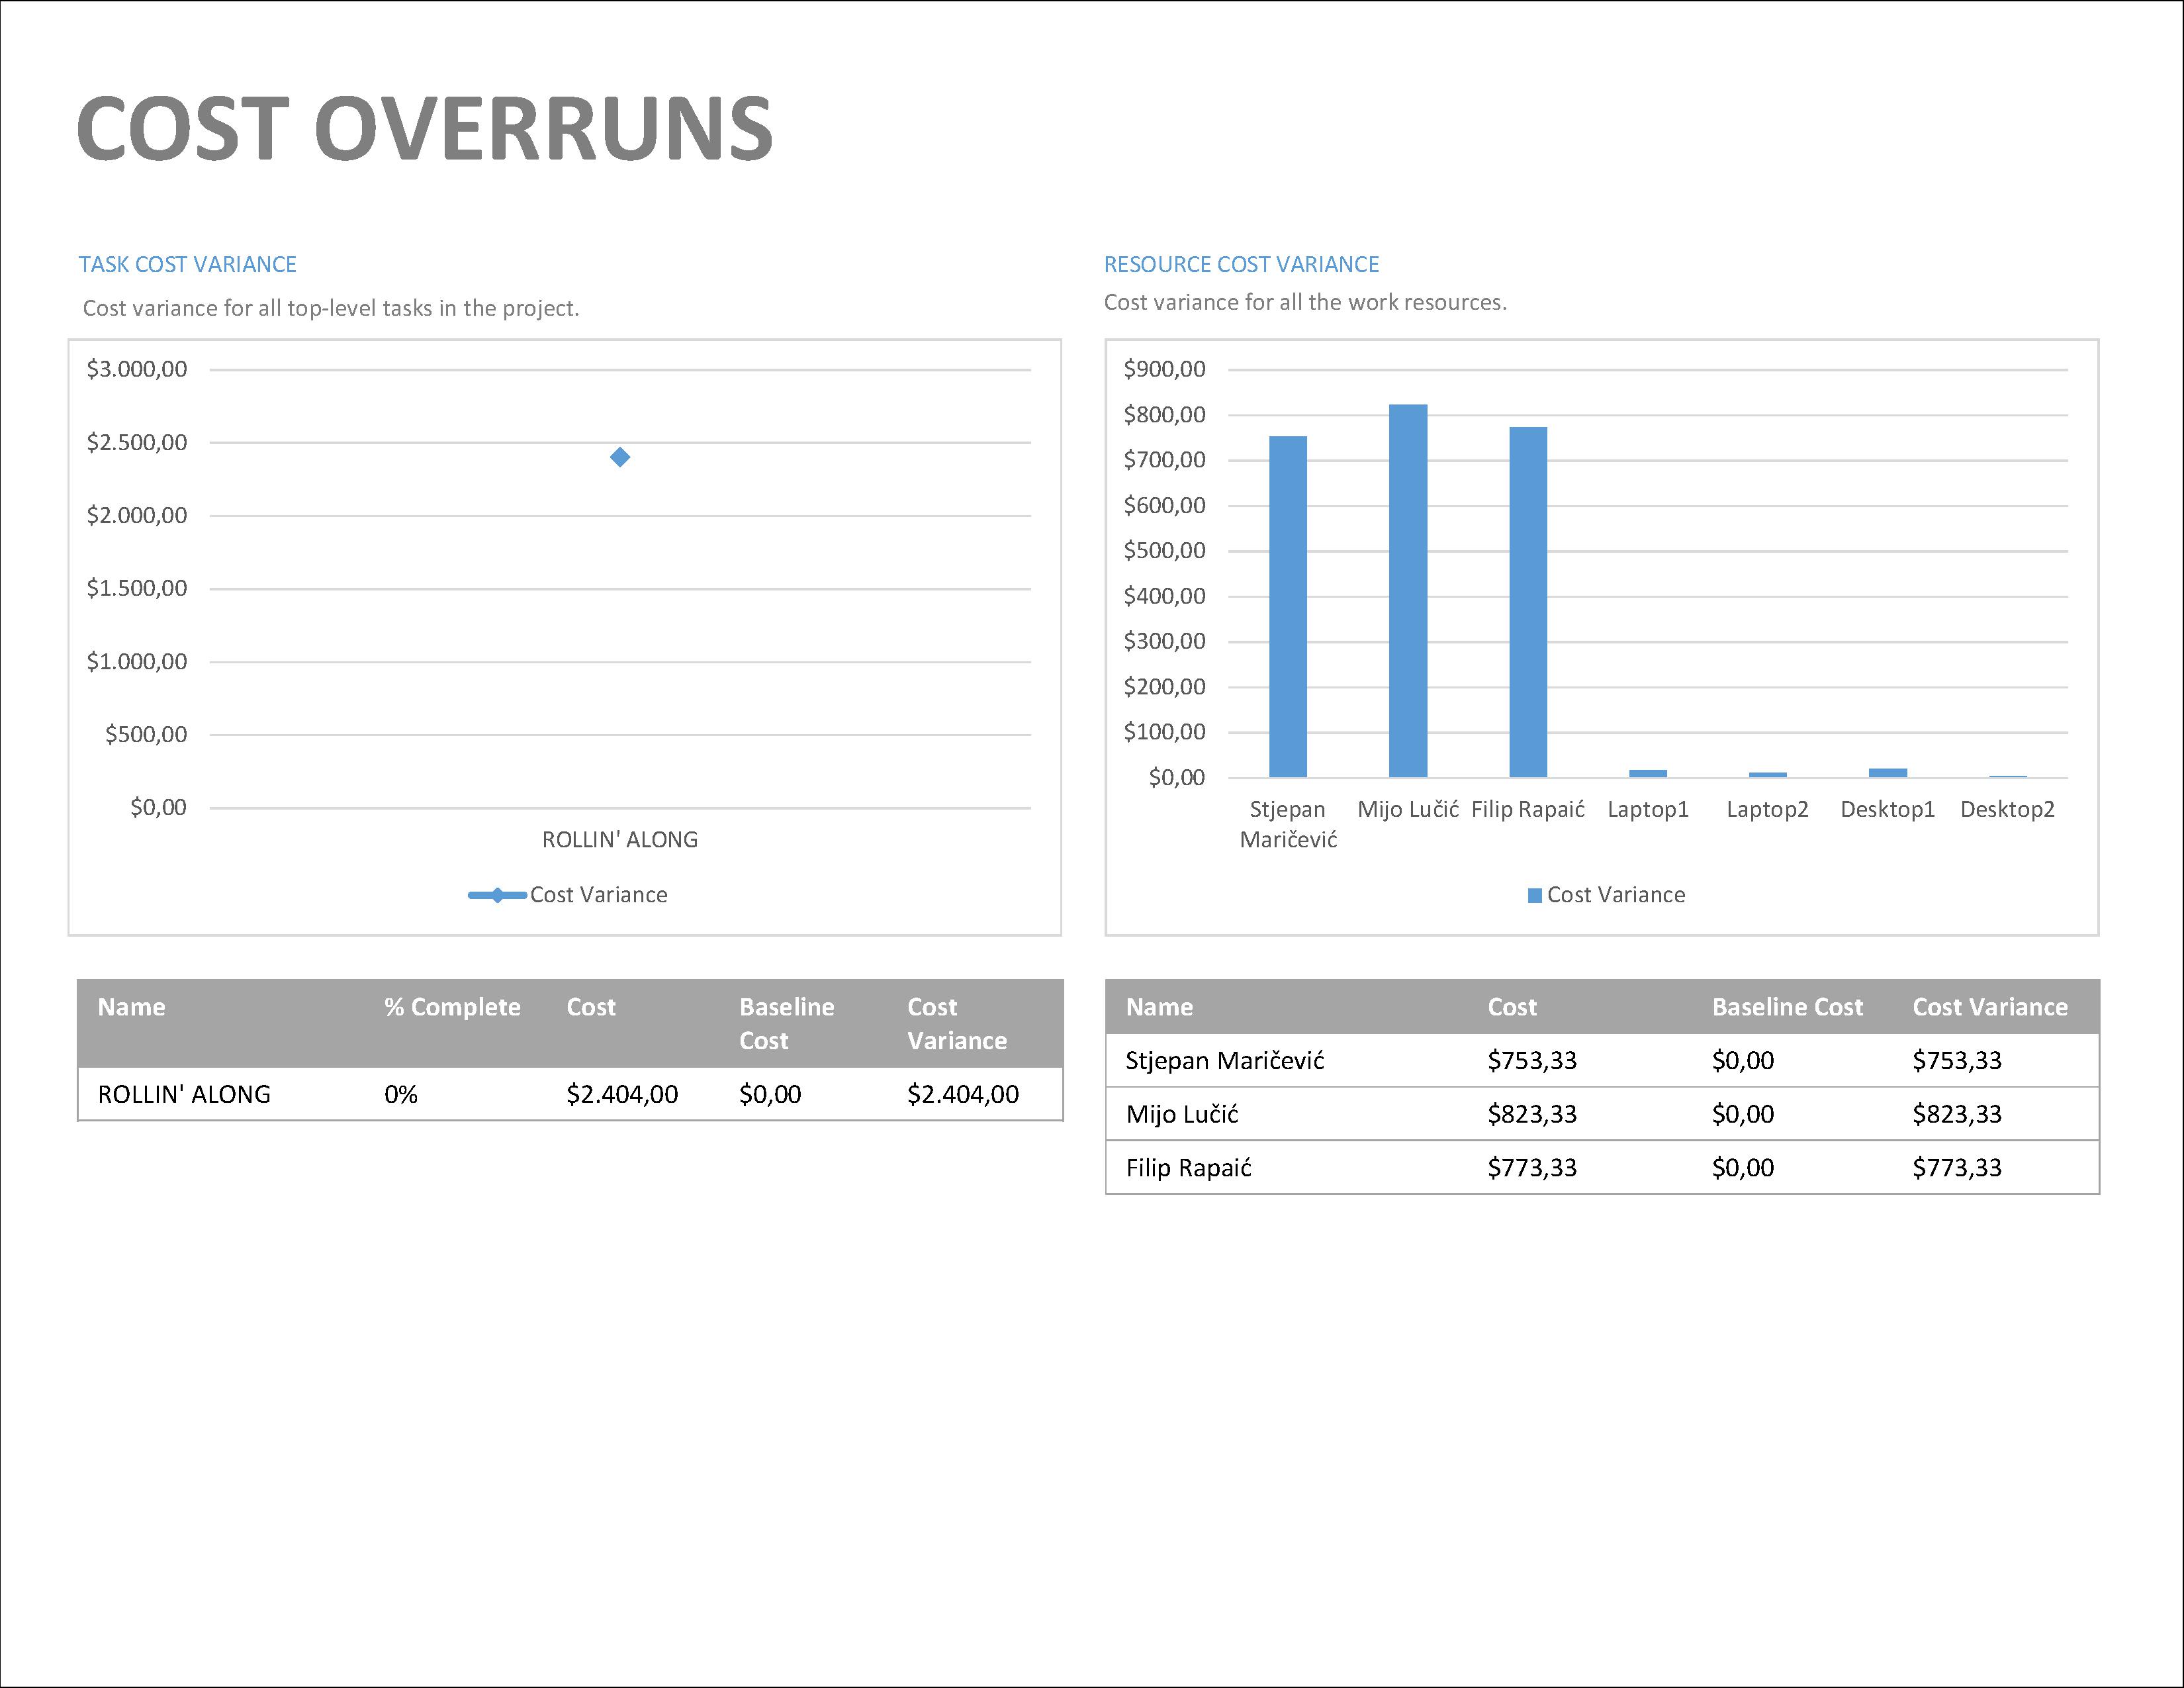 COST OVERRUNS
TASK COST VARIANCE
Cost variance for all top-level tasks in the project.
$3.000,00
$2.500,00
$2.000,00
$1.500,00
$1.000,00
$500,00
$0,00
ROLLIN' ALONG
Cost Variance
Name % Complete Cost Baseline Cost
Cost Variance
ROLLIN' ALONG 0% $2.404,00 $0,00 $2.404,00
RESOURCE COST VARIANCE
Cost variance for all the work resources.
$900,00
$800,00
$700,00
$600,00
$500,00
$400,00
$300,00
$200,00
$100,00
$0,00
Stjepan Mijo Lučić Filip Rapaić Laptop1 Laptop2 Desktop1 Desktop2
Maričević
Cost Variance
Name Cost Baseline Cost Cost Variance
Stjepan Maričević $753,33 $0,00 $753,33
Mijo Lučić $823,33 $0,00 $823,33
Filip Rapaić $773,33 $0,00 $773,33